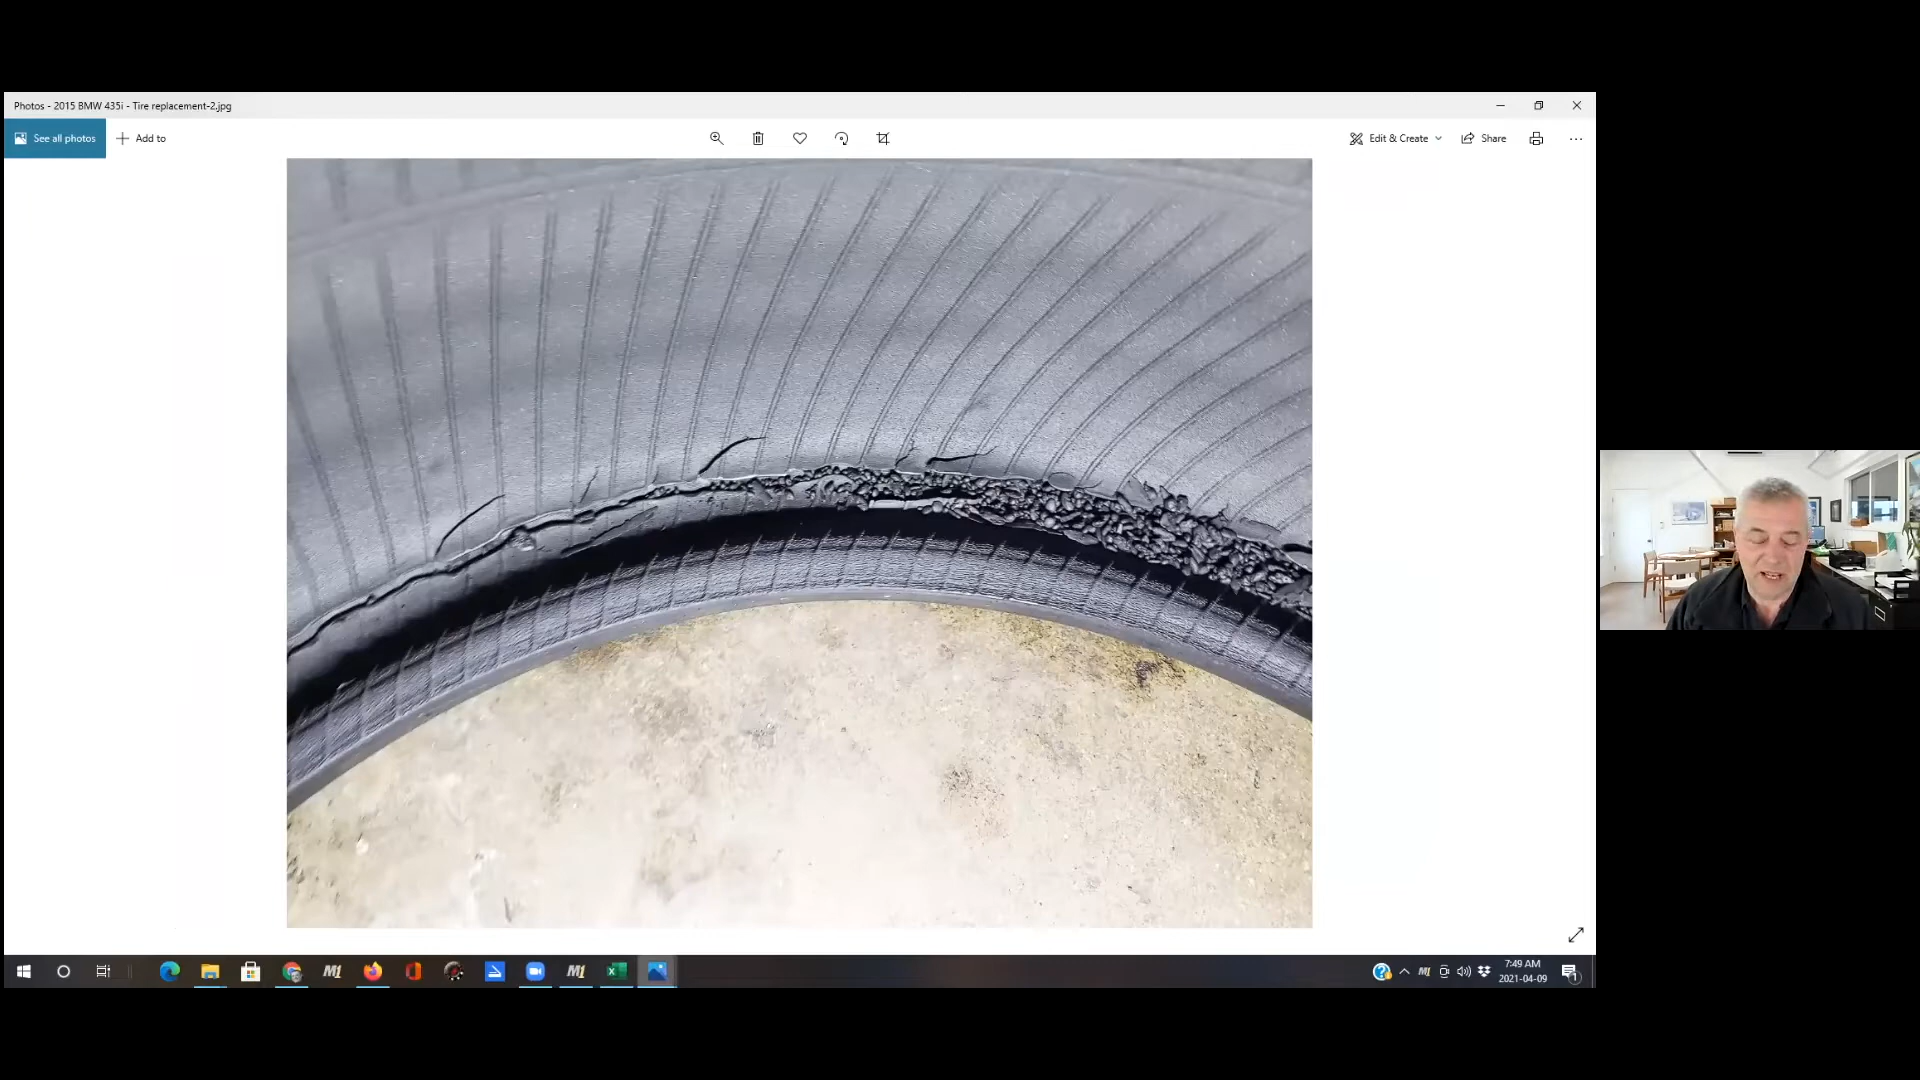 Photos - 2015 BMW 435i - Tire replacement-2.jpg
See all photos
Add to
Edit & Create
Share
7:49 AM
2021-04-09
1